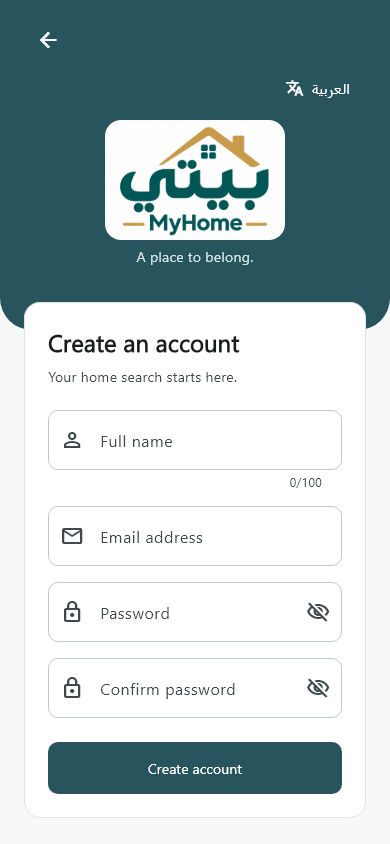 العربية
بيتي
MyHome
A place to belong.
Create an account
Your home search starts here.
Full name
0/100
Email address
Password
Confirm password
Create account